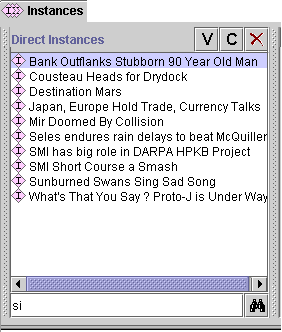 Instances
Direct Instances V C
Bank Outflanks Stubborn 90 Year Old Man
Cousteau Heads for Drydock
Destination Mars
Japan, Europe Hold Trade, Currency Talks
Mir Doomed By Collision
Seles endures rain delays to beat McQuiller
SMI has big role in DARPA HPKB Project
SMI Short Course a Smash
Sunburned Swans Sing Sad Song
What's That You Say ? Proto-J is Under Way
si